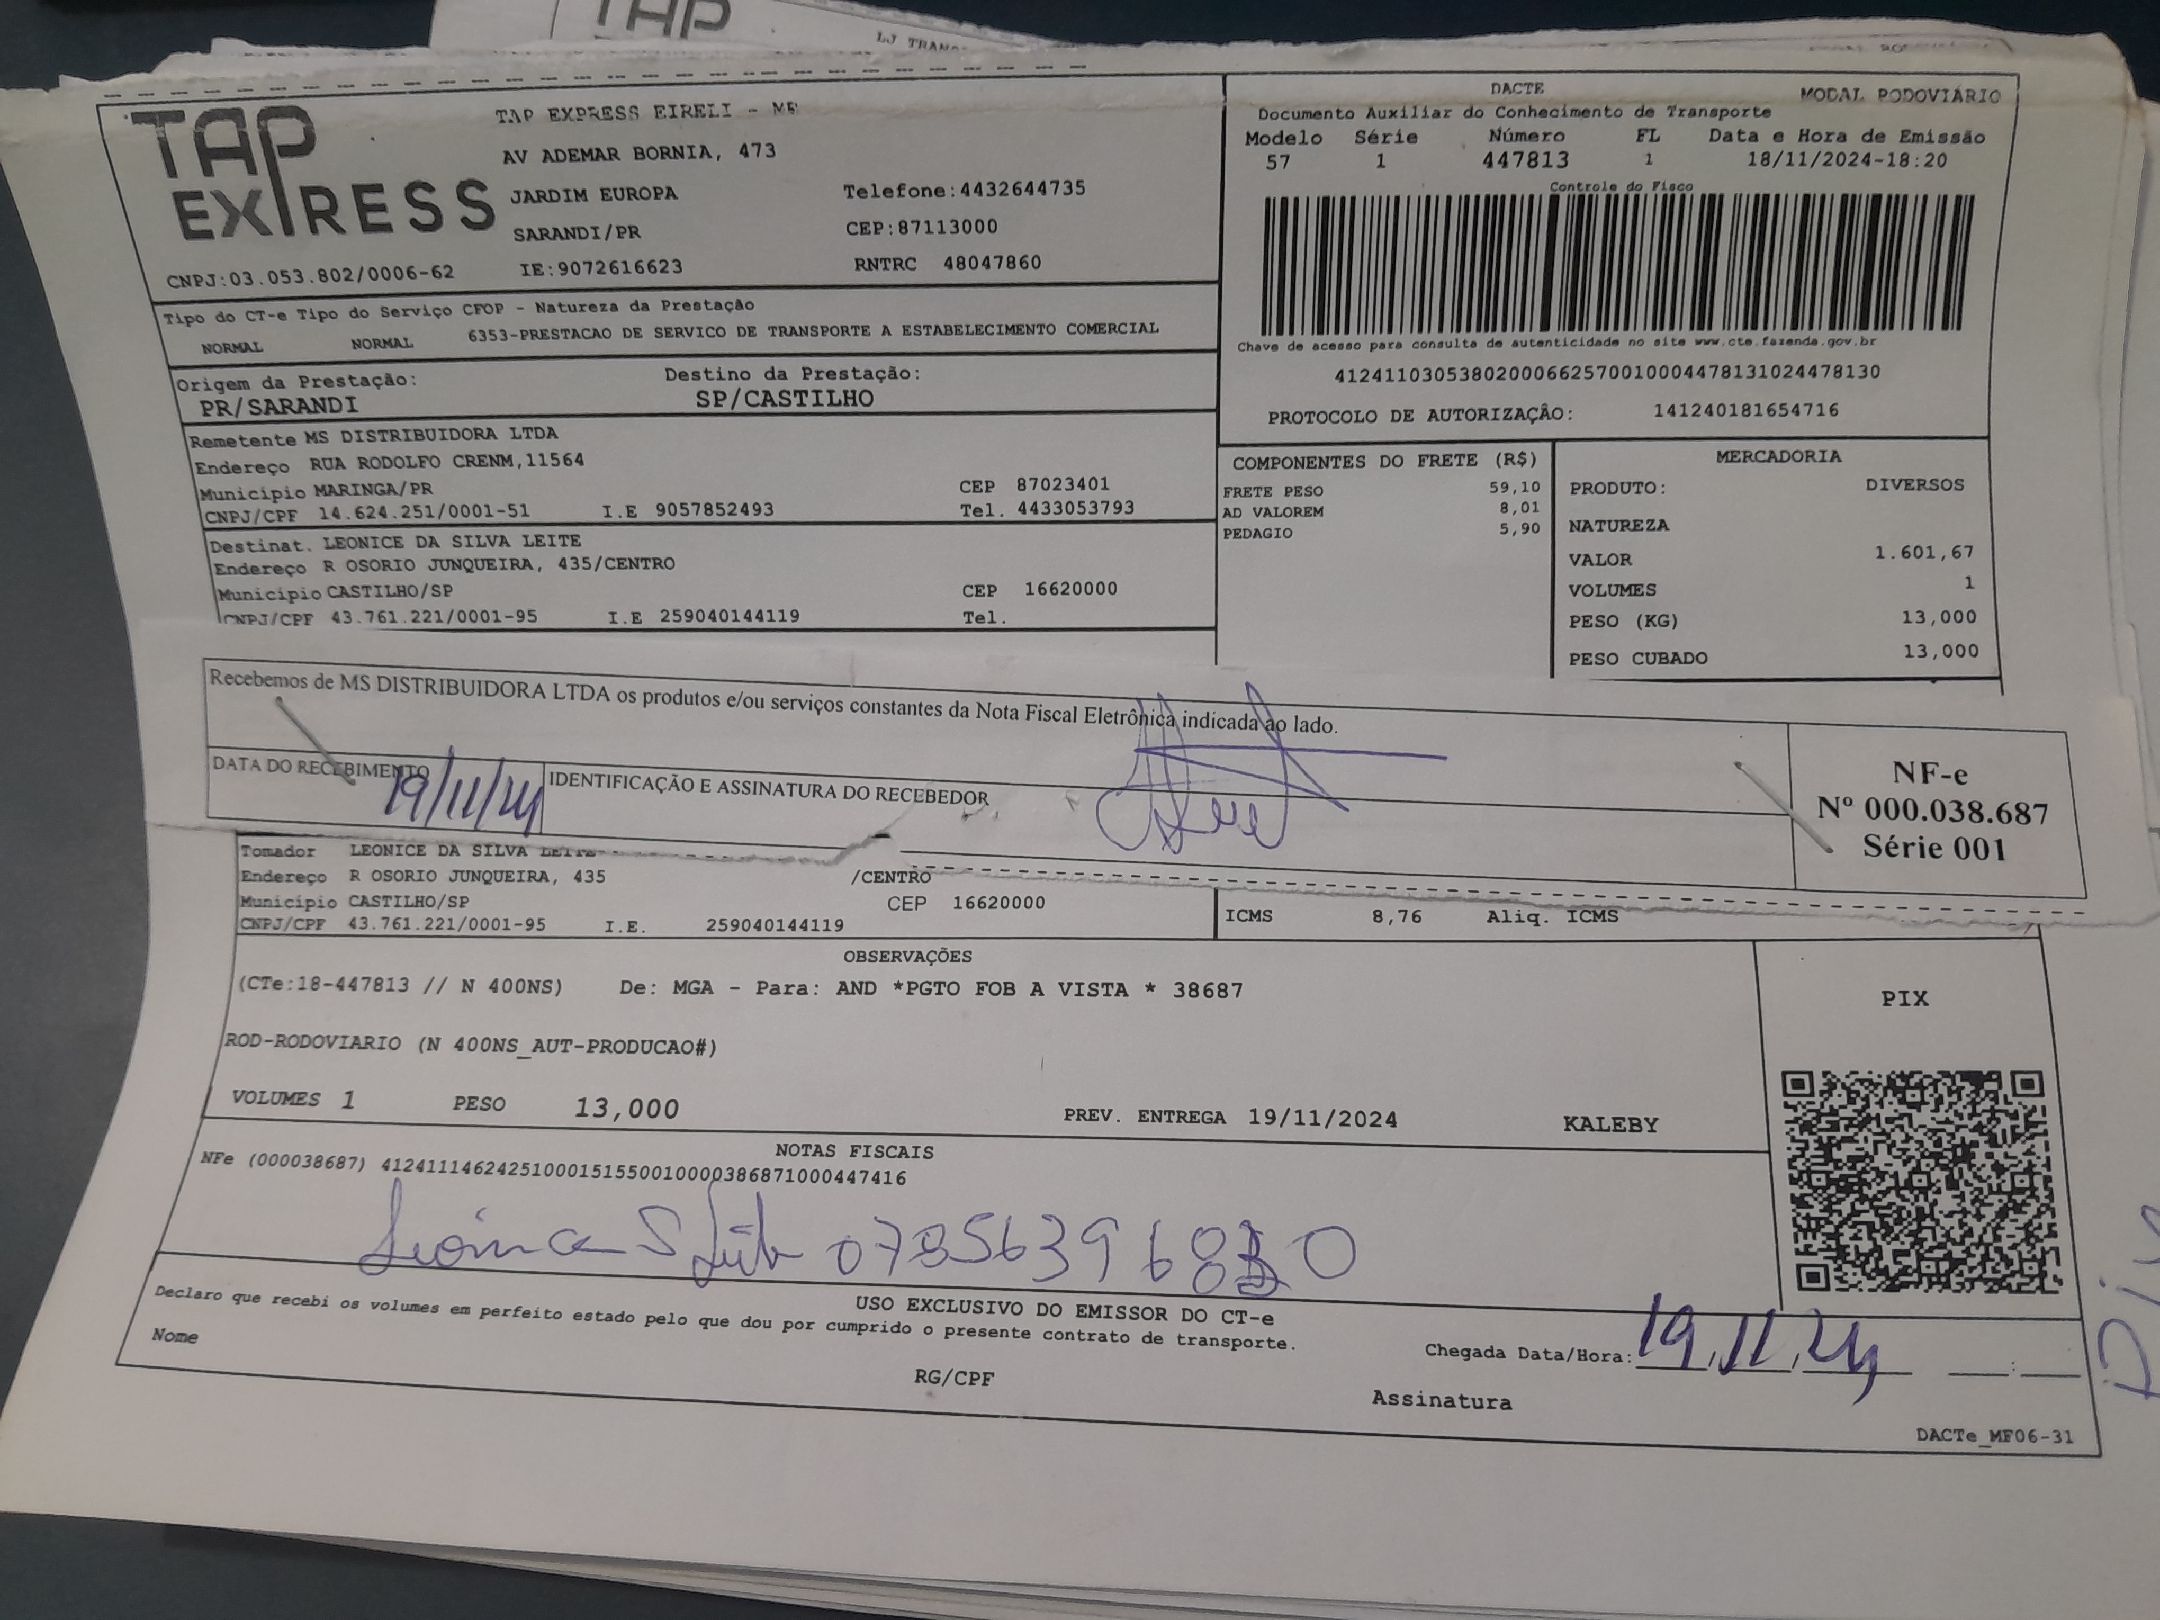 TAP
LJ TRANS
TAP EXPRESS
TAP EXPRESS EIRELI - ME
AV ADEMAR BORNIA, 473
JARDIM EUROPA Telefone:4432644735
SARANDI/PR CEP:87113000
CNPJ:03.053.802/0006-62 IE:9072616623 RNTRC 48047860
DACTE MODAL RODOVIÁRIO
Documento Auxiliar do Conhecimento de Transporte
Modelo Série Número FL Data e Hora de Emissão
57 1 447813 1 18/11/2024-18:20
Controle do Fisco
Chave de acesso para consulta de autenticidade no site www.cte.fazenda.gov.br
41241103053802000662570010004478131024478130
PROTOCOLO DE AUTORIZAÇÃO: 141240181654716
Tipo do CT-e Tipo do Serviço CFOP - Natureza da Prestação
NORMAL NORMAL 6353-PRESTACAO DE SERVICO DE TRANSPORTE A ESTABELECIMENTO COMERCIAL
Origem da Prestação: Destino da Prestação:
PR/SARANDI SP/CASTILHO
Remetente MS DISTRIBUIDORA LTDA
Endereço RUA RODOLFO CRENM,11564
Município MARINGA/PR CEP 87023401
CNPJ/CPF 14.624.251/0001-51 I.E 9057852493 Tel. 4433053793
Destinat. LEONICE DA SILVA LEITE
Endereço R OSORIO JUNQUEIRA, 435/CENTRO
Município CASTILHO/SP CEP 16620000
CNPJ/CPF 43.761.221/0001-95 I.E 259040144119 Tel.
COMPONENTES DO FRETE (R$)
FRETE PESO 59,10
AD VALOREM 8,01
PEDAGIO 5,90
MERCADORIA
PRODUTO: DIVERSOS
NATUREZA
VALOR 1.601,67
VOLUMES 1
PESO (KG) 13,000
PESO CUBADO 13,000
Recebemos de MS DISTRIBUIDORA LTDA os produtos e/ou serviços constantes da Nota Fiscal Eletrônica indicada ao lado.
DATA DO RECEBIMENTO IDENTIFICAÇÃO E ASSINATURA DO RECEBEDOR
19/11/24
NF-e
Nº 000.038.687
Série 001
Tomador LEONICE DA SILVA LEITE
Endereço R OSORIO JUNQUEIRA, 435 /CENTRO
Município CASTILHO/SP CEP 16620000
CNPJ/CPF 43.761.221/0001-95 I.E. 259040144119
ICMS 8,76 Aliq. ICMS
OBSERVAÇÕES
(CTe:18-447813 // N 400NS) De: MGA - Para: AND *PGTO FOB A VISTA * 38687
ROD-RODOVIARIO (N 400NS_AUT-PRODUCAO#)
VOLUMES 1 PESO 13,000 PREV. ENTREGA 19/11/2024 KALEBY
PIX
NOTAS FISCAIS
NFe (000038687) 41241114624251000151550010000386871000447416
USO EXCLUSIVO DO EMISSOR DO CT-e
Declaro que recebi os volumes em perfeito estado pelo que dou por cumprido o presente contrato de transporte.
Nome RG/CPF Assinatura
Chegada Data/Hora: 19/11/24
DACTe_MF06-31